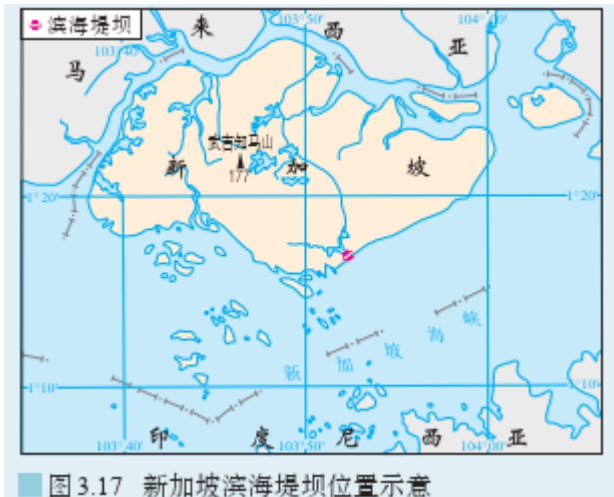 滨海堤坝
103°40′
103°50′
104°00′
马
来
西
亚
武吉知马山
177
新
加
坡
1°20′
1°20′
新
加
坡
海
峡
1°10′
1°10′
103°40′
103°50′
104°00′
印
度
尼
西
亚
图 3.17 新加坡滨海堤坝位置示意